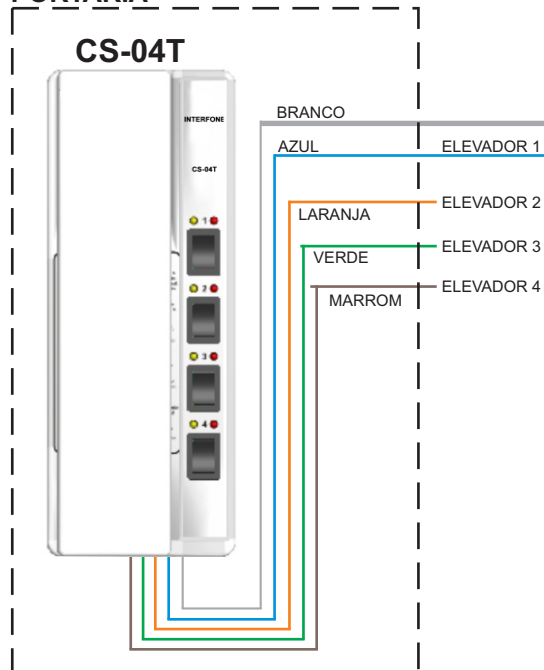 PORTARIA
CS-04T
INTERFONE
CS-04T
1
2
3
4
BRANCO
AZUL
ELEVADOR 1
LARANJA
ELEVADOR 2
VERDE
ELEVADOR 3
MARROM
ELEVADOR 4